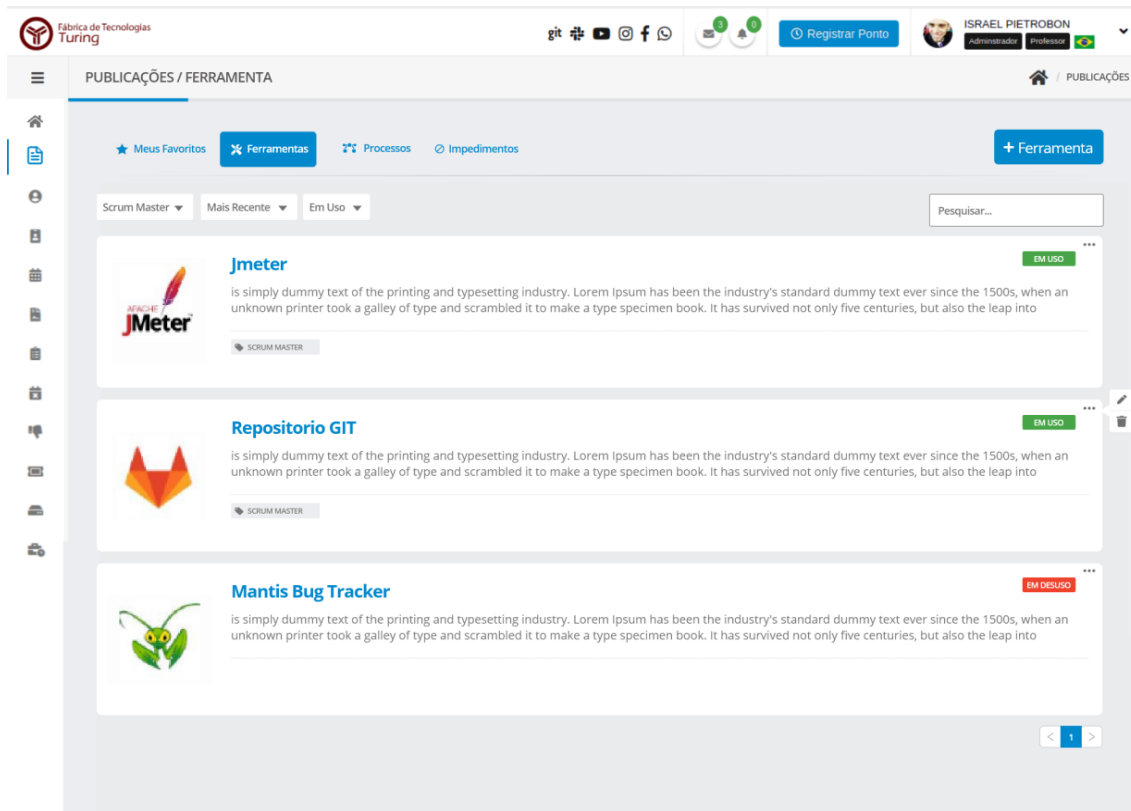 Fábrica de Tecnologias
Turing
git
3
0
Registrar Ponto
ISRAEL PIETROBON
Adminstrador Professor
PUBLICAÇÕES / FERRAMENTA
/ PUBLICAÇÕES
Meus Favoritos
Ferramentas
Processos
Impedimentos
+ Ferramenta
Scrum Master
Mais Recente
Em Uso
Pesquisar...
Jmeter
EM USO
is simply dummy text of the printing and typesetting industry. Lorem Ipsum has been the industry's standard dummy text ever since the 1500s, when an
unknown printer took a galley of type and scrambled it to make a type specimen book. It has survived not only five centuries, but also the leap into
APACHE
JMeter
SCRUM MASTER
Repositorio GIT
EM USO
is simply dummy text of the printing and typesetting industry. Lorem Ipsum has been the industry's standard dummy text ever since the 1500s, when an
unknown printer took a galley of type and scrambled it to make a type specimen book. It has survived not only five centuries, but also the leap into
SCRUM MASTER
Mantis Bug Tracker
EM DESUSO
is simply dummy text of the printing and typesetting industry. Lorem Ipsum has been the industry's standard dummy text ever since the 1500s, when an
unknown printer took a galley of type and scrambled it to make a type specimen book. It has survived not only five centuries, but also the leap into
< 1 >